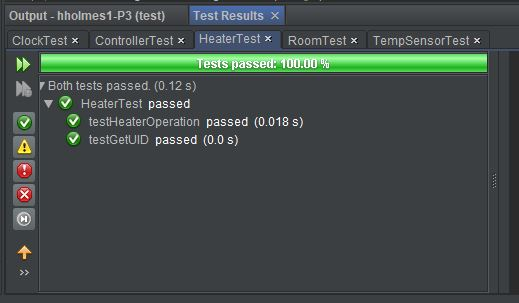 Output - hholmes1-P3 (test) Test Results ×
ClockTest × ControllerTest × HeaterTest × RoomTest × TempSensorTest ×
Tests passed: 100.00 %
Both tests passed. (0.12 s)
HeaterTest passed
testHeaterOperation passed (0.018 s)
testGetUID passed (0.0 s)
>>